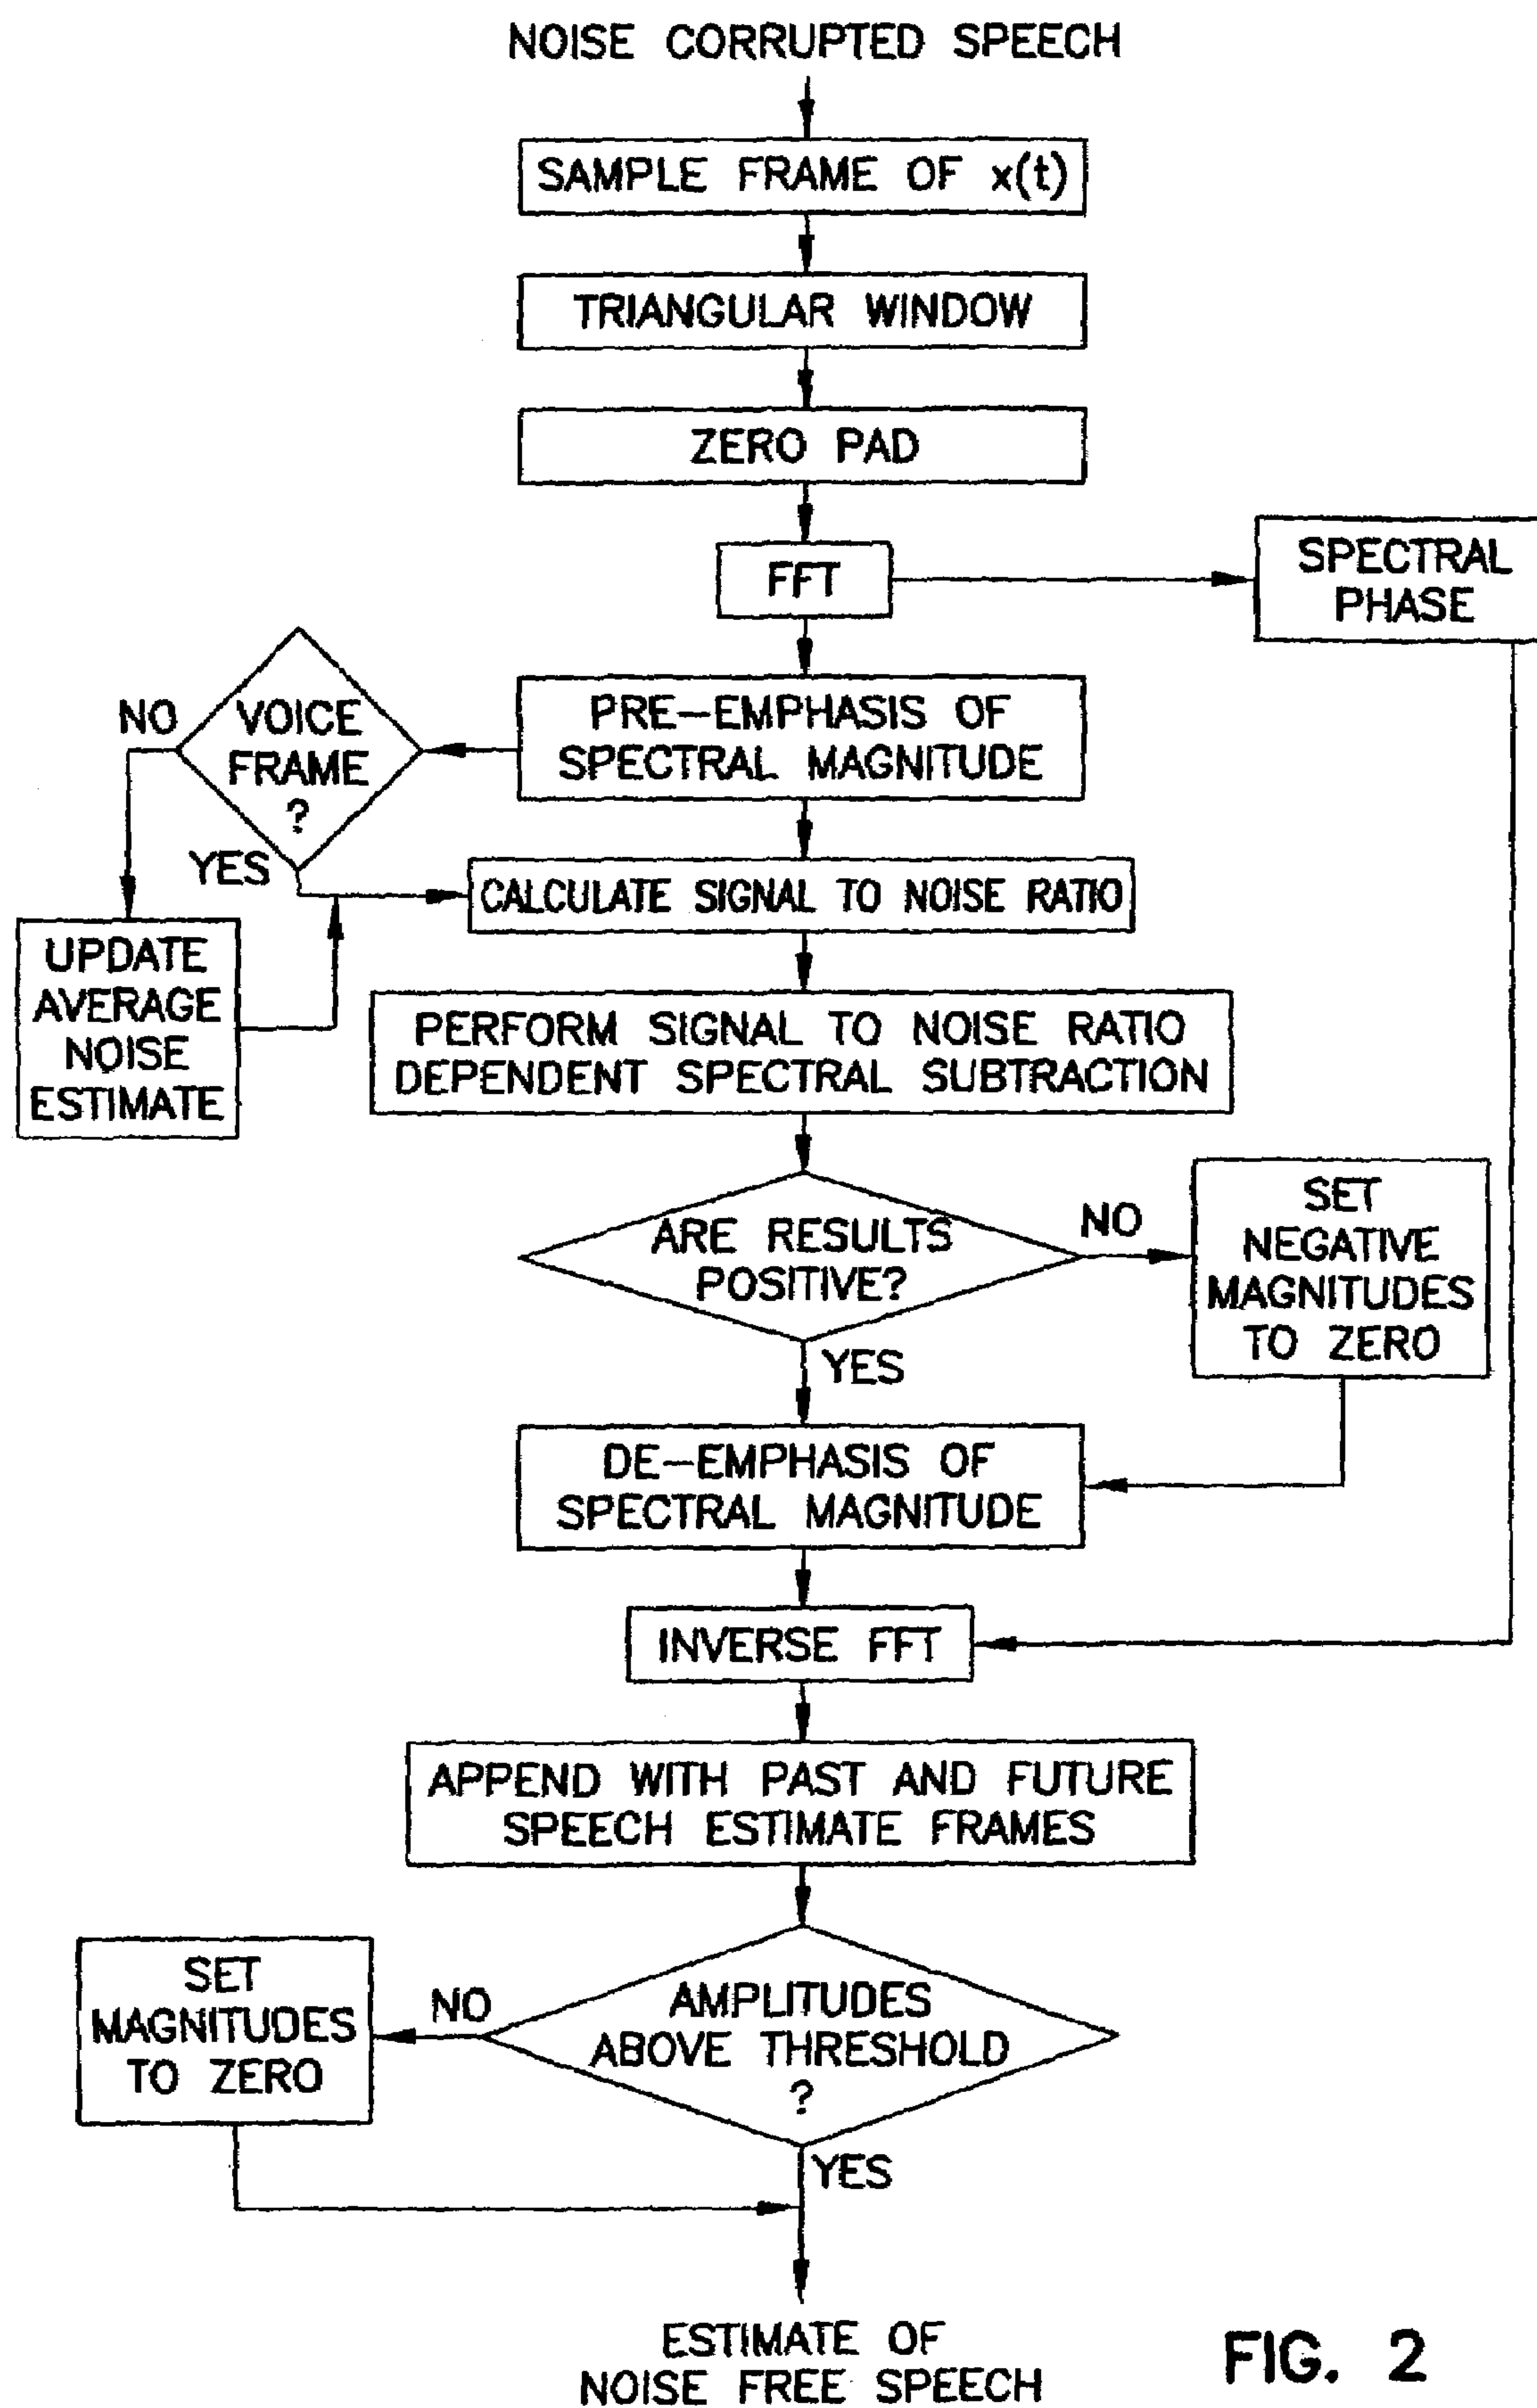 NOISE CORRUPTED SPEECH
SAMPLE FRAME OF x(t)
TRIANGULAR WINDOW
ZERO PAD
FFT
SPECTRAL
PHASE
PRE-EMPHASIS OF
SPECTRAL MAGNITUDE
NO
VOICE
FRAME
?
YES
CALCULATE SIGNAL TO NOISE RATIO
UPDATE
AVERAGE
NOISE
ESTIMATE
PERFORM SIGNAL TO NOISE RATIO
DEPENDENT SPECTRAL SUBTRACTION
ARE RESULTS
POSITIVE?
NO
SET
NEGATIVE
MAGNITUDES
TO ZERO
YES
DE-EMPHASIS OF
SPECTRAL MAGNITUDE
INVERSE FFT
APPEND WITH PAST AND FUTURE
SPEECH ESTIMATE FRAMES
AMPLITUDES
ABOVE THRESHOLD
?
NO
SET
MAGNITUDES
TO ZERO
YES
ESTIMATE OF
NOISE FREE SPEECH
FIG. 2